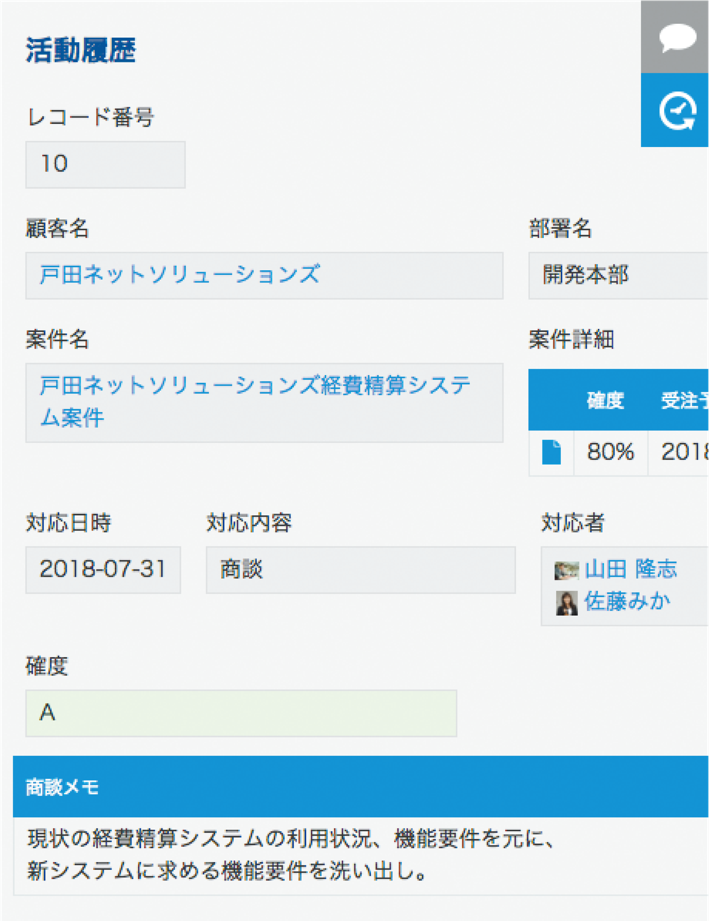 活動履歴
レコード番号
10
顧客名
部署名
戸田ネットソリューションズ
開発本部
案件名
案件詳細
戸田ネットソリューションズ経費精算システ
ム案件
確度
受注予
80%
2018
対応日時
対応内容
対応者
2018-07-31
商談
山田 隆志
佐藤みか
確度
A
商談メモ
現状の経費精算システムの利用状況、機能要件を元に、
新システムに求める機能要件を洗い出し。